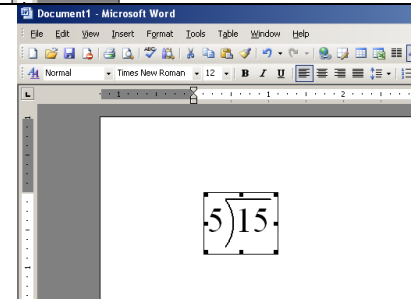 Document1 - Microsoft Word
File Edit View Insert Format Tools Table Window Help
Normal Times New Roman 12 B I U
1 1 2
5)15
1